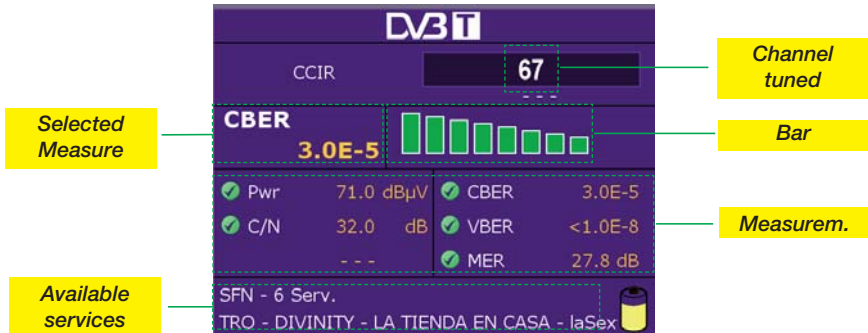 DVB T
CCIR 67
- - -
Channel tuned
Selected Measure
CBER
3.0E-5
Bar
Pwr 71.0 dBµV CBER 3.0E-5
C/N 32.0 dB VBER <1.0E-8
- - - MER 27.8 dB
Measurem.
Available services
SFN - 6 Serv.
TRO - DIVINITY - LA TIENDA EN CASA - laSex